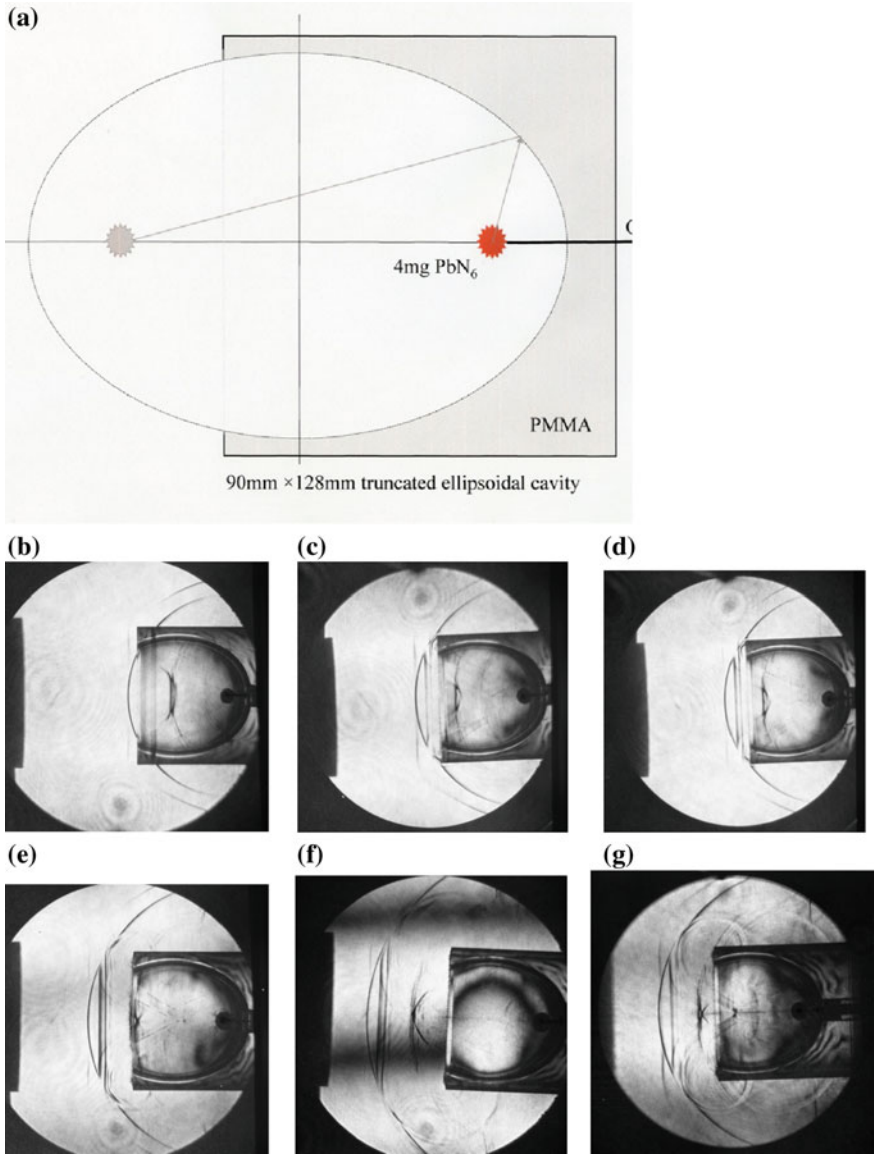 (a)
4mg PbN₆
PMMA
90mm ×128mm truncated ellipsoidal cavity
(b)
(c)
(d)
(e)
(f)
(g)